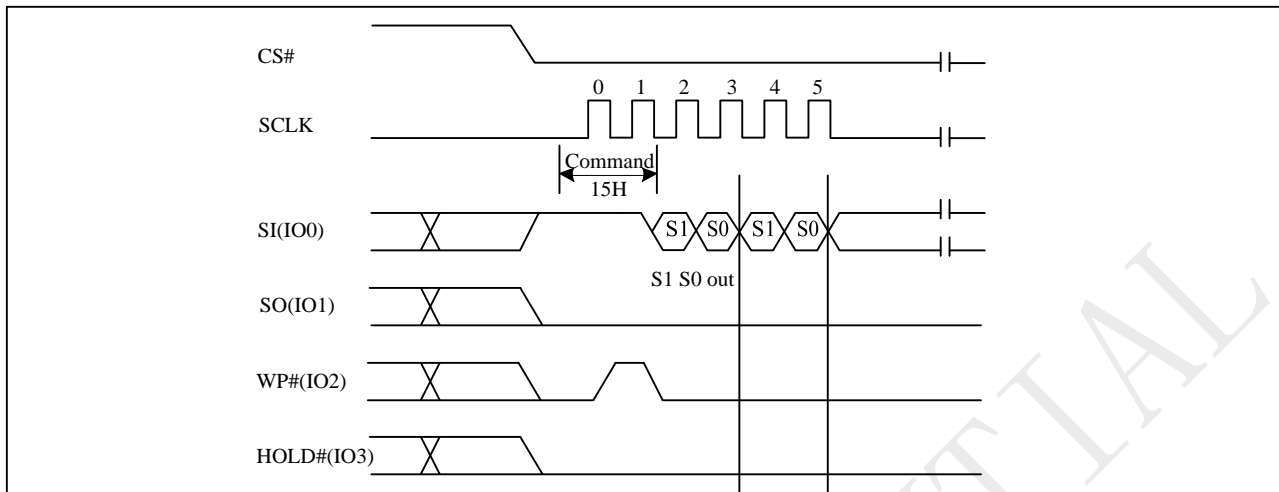 CS#
0 1 2 3 4 5
SCLK
Command
15H
SI(IO0)
S1 S0 S1 S0
S1 S0 out
SO(IO1)
WP#(IO2)
HOLD#(IO3)
TIAL